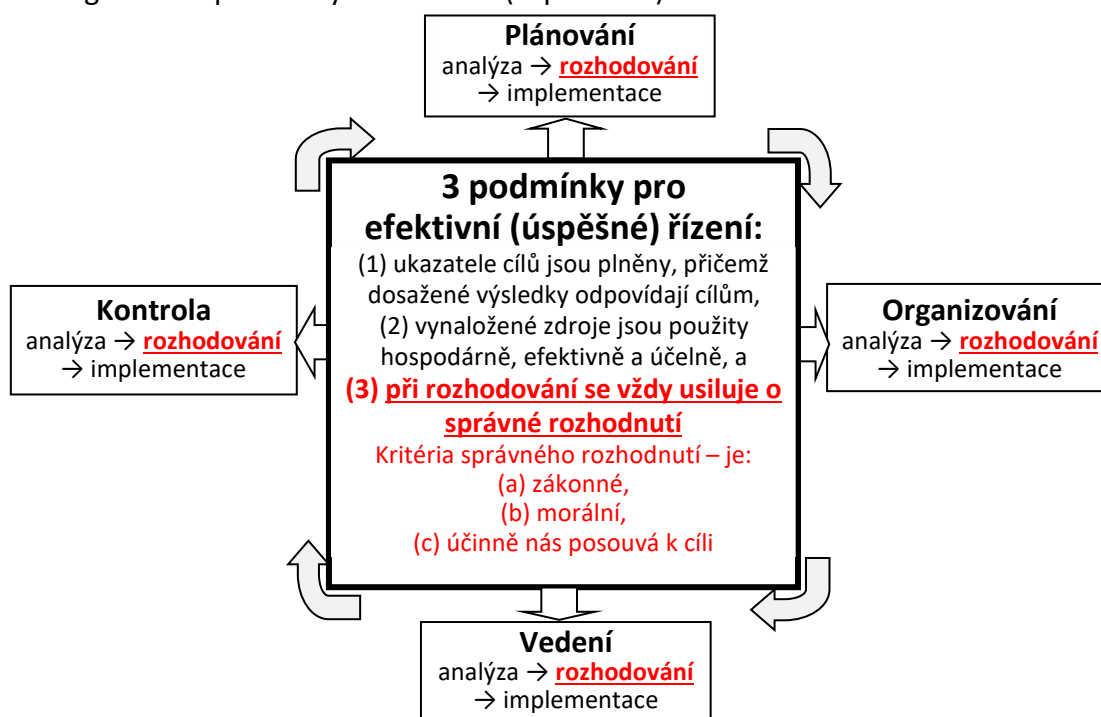 Plánování
analýza → rozhodování
→ implementace
3 podmínky pro
efektivní (úspěšné) řízení:
(1) ukazatele cílů jsou plněny, přičemž
dosažené výsledky odpovídají cílům,
(2) vynaložené zdroje jsou použity
hospodárně, efektivně a účelně, a
(3) při rozhodování se vždy usiluje o
správné rozhodnutí
Kritéria správného rozhodnutí – je:
(a) zákonné,
(b) morální,
(c) účinně nás posouvá k cíli
Kontrola
analýza → rozhodování
→ implementace
Organizování
analýza → rozhodování
→ implementace
Vedení
analýza → rozhodování
→ implementace